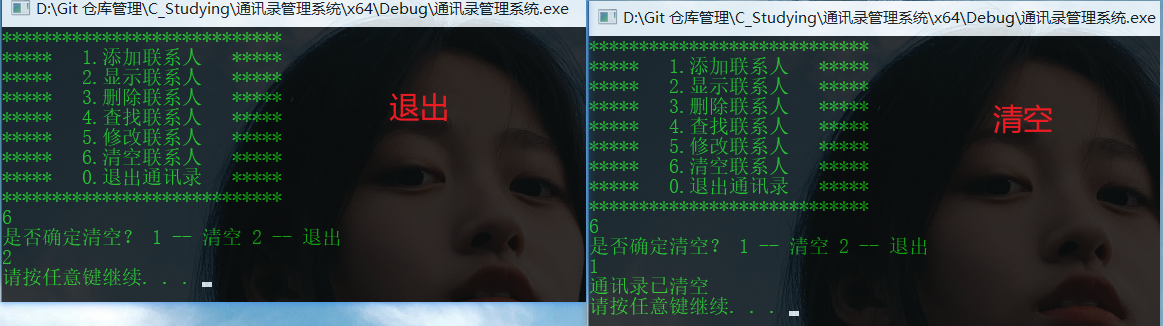 D:\Git 仓库管理\C_Studying\通讯录管理系统\x64\Debug\通讯录管理系统.exe
****************************
***** 1.添加联系人 *****
***** 2.显示联系人 *****
***** 3.删除联系人 *****
***** 4.查找联系人 *****
***** 5.修改联系人 *****
***** 6.清空联系人 *****
***** 0.退出通讯录 *****
****************************
6
是否确定清空? 1 -- 清空 2 -- 退出
2
请按任意键继续. . .
退出
D:\Git 仓库管理\C_Studying\通讯录管理系统\x64\Debug\通讯录管理系统.exe
****************************
***** 1.添加联系人 *****
***** 2.显示联系人 *****
***** 3.删除联系人 *****
***** 4.查找联系人 *****
***** 5.修改联系人 *****
***** 6.清空联系人 *****
***** 0.退出通讯录 *****
****************************
6
是否确定清空? 1 -- 清空 2 -- 退出
1
通讯录已清空
请按任意键继续. . .
清空